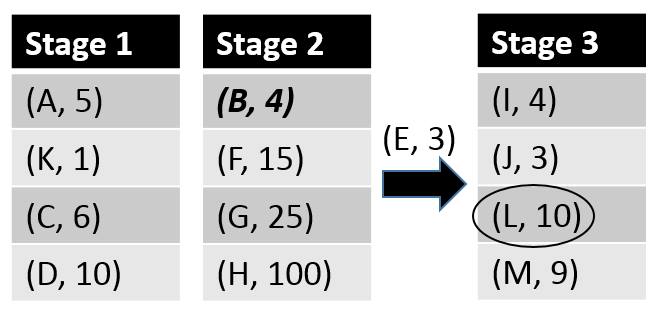 Stage 1
(A, 5)
(K, 1)
(C, 6)
(D, 10)
Stage 2
(B, 4)
(F, 15)
(G, 25)
(H, 100)
(E, 3)
Stage 3
(I, 4)
(J, 3)
(L, 10)
(M, 9)